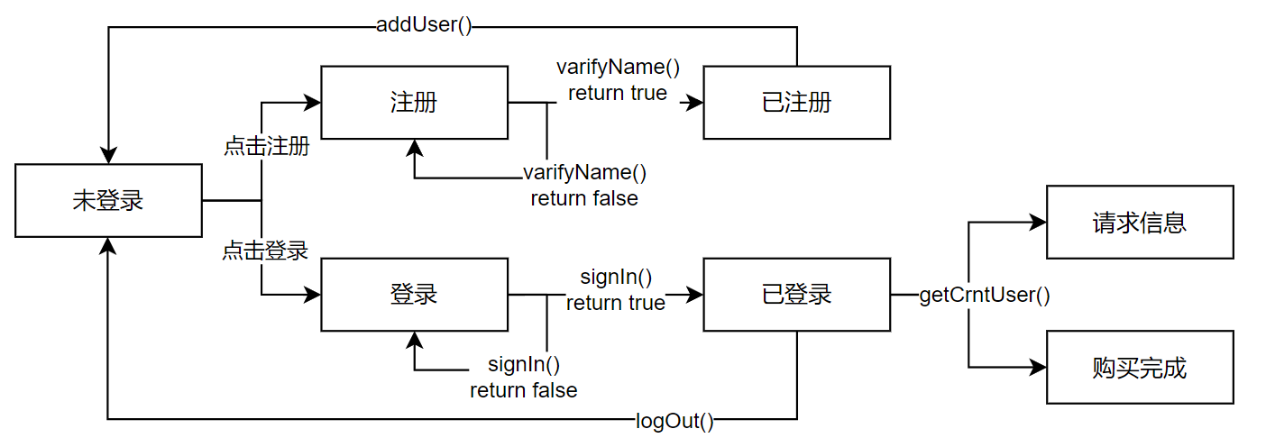 addUser()
varifyName()
return true
注册
已注册
点击注册
varifyName()
return false
未登录
请求信息
点击登录
signIn()
return true
登录
已登录
getCrntUser()
signIn()
return false
购买完成
logOut()